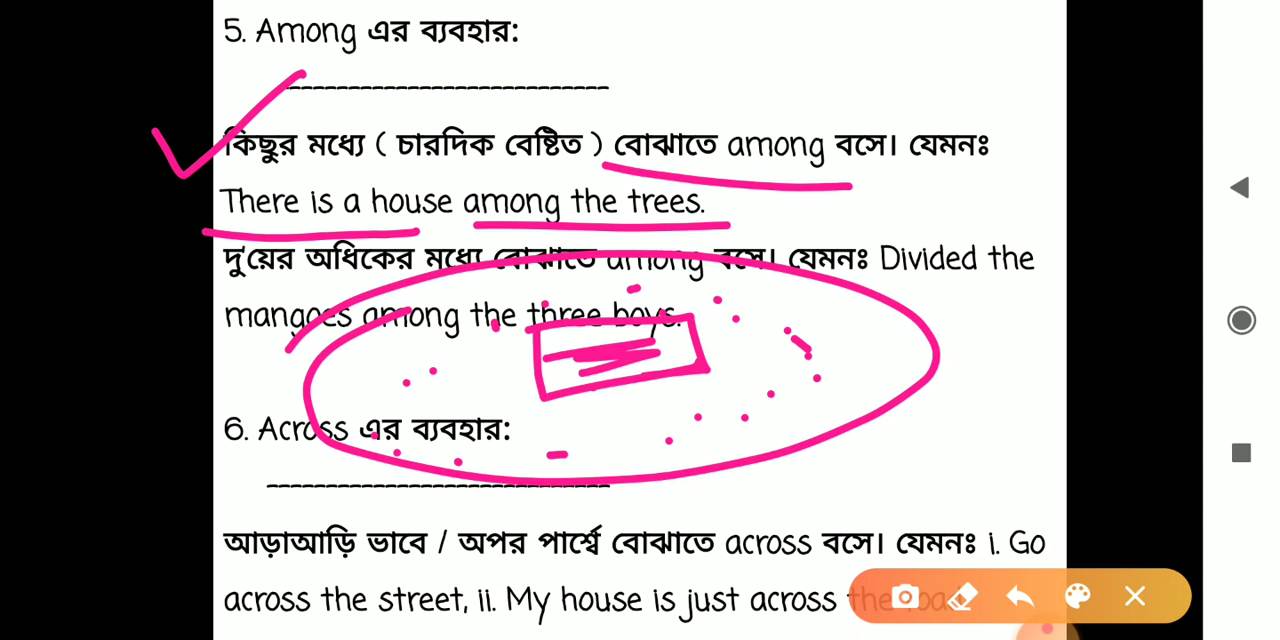 5. Among এর ব্যবহার:
---------------------------
কিছুর মধ্যে ( চারদিক বেষ্টিত ) বোঝাতে among বসে। যেমনঃ
There is a house among the trees.
দু'য়ের অধিকের মধ্যে বোঝাতে among বসে। যেমনঃ Divided the
mangoes among the three boys.
6. Across এর ব্যবহার:
-----------------------------
আড়াআড়ি ভাবে / অপর পার্শ্বে বোঝাতে across বসে। যেমনঃ i. Go
across the street, ii. My house is just across the road